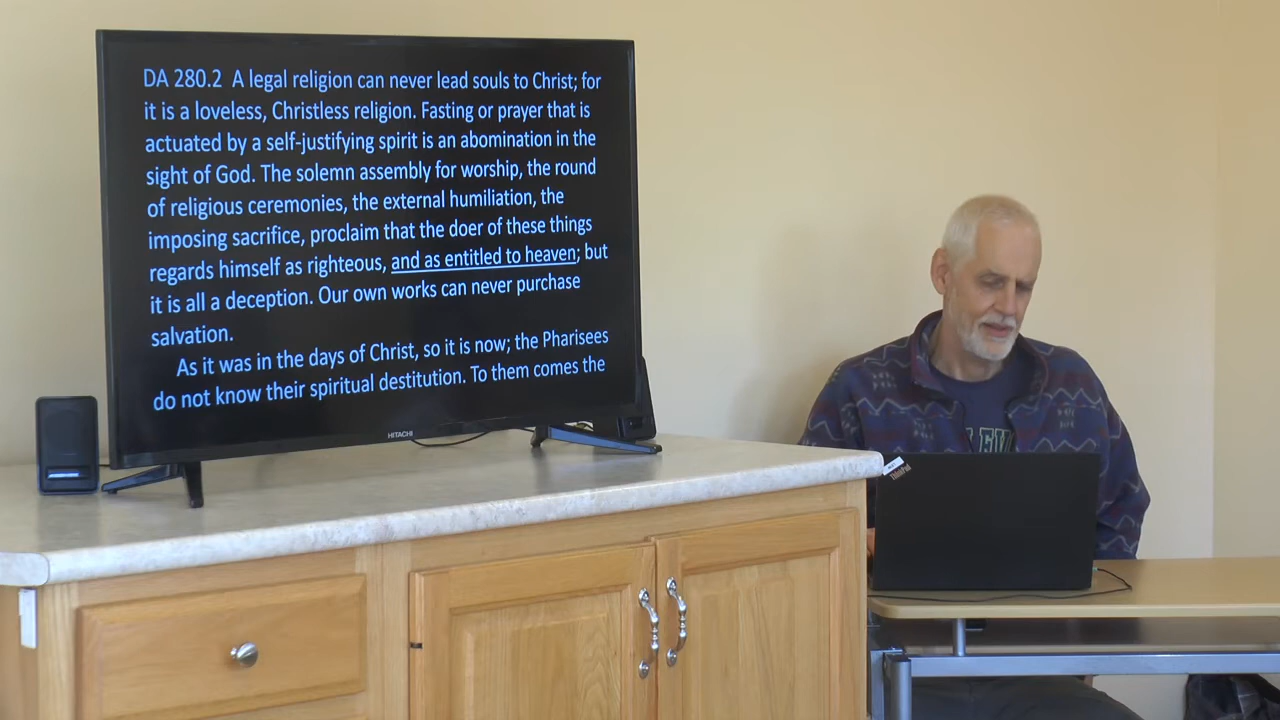 DA 280.2 A legal religion can never lead souls to Christ; for
it is a loveless, Christless religion. Fasting or prayer that is
actuated by a self-justifying spirit is an abomination in the
sight of God. The solemn assembly for worship, the round
of religious ceremonies, the external humiliation, the
imposing sacrifice, proclaim that the doer of these things
regards himself as righteous, and as entitled to heaven; but
it is all a deception. Our own works can never purchase
salvation.
As it was in the days of Christ, so it is now; the Pharisees
do not know their spiritual destitution. To them comes the
HITACHI
ThinkPad